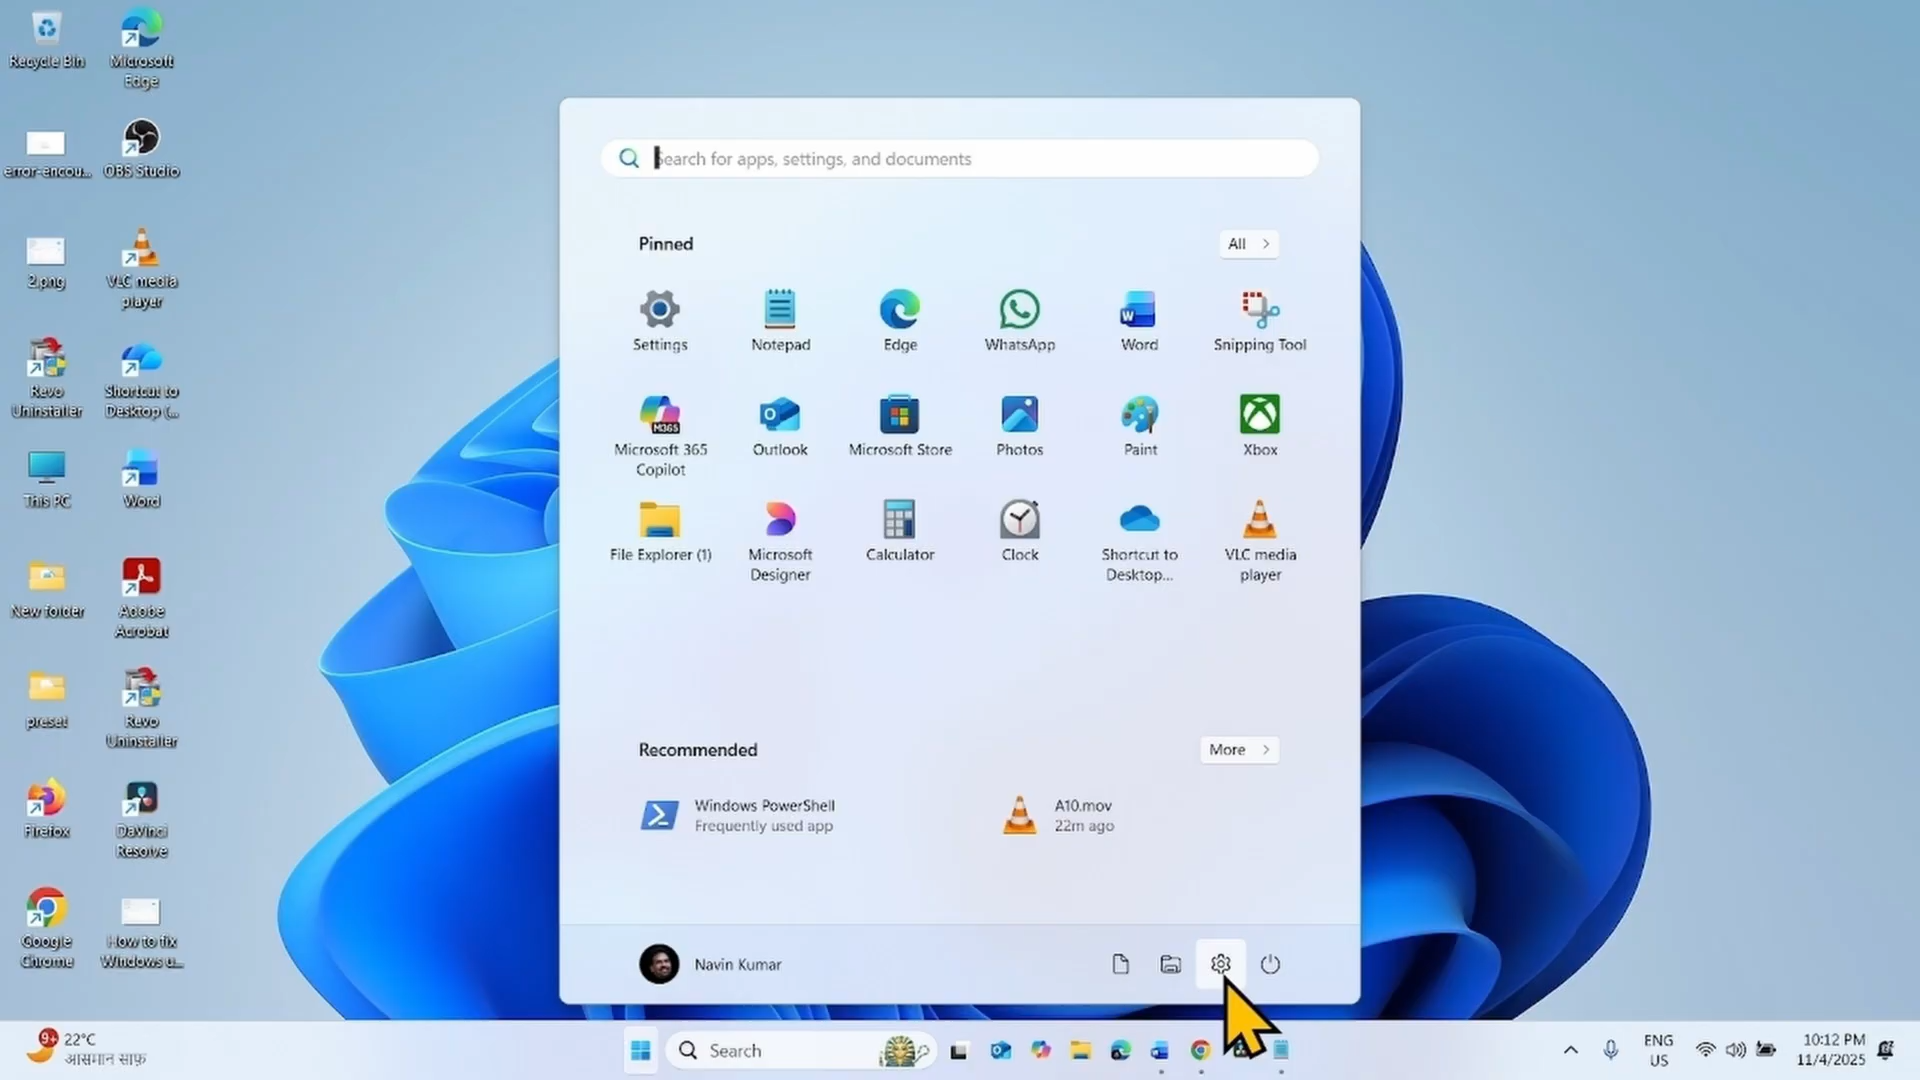 Recycle Bin
Microsoft
Edge
error-encou...
OBS Studio
2.png
VLC media
player
Revo
Uninstaller
Shortcut to
Desktop (...
This PC
Word
New folder
Adobe
Acrobat
preset
Revo
Uninstaller
Firefox
DaVinci
Resolve
Google
Chrome
How to fix
Windows u...
Search for apps, settings, and documents
Pinned
All
Settings
Notepad
Edge
WhatsApp
Word
Snipping Tool
M365
Microsoft 365
Copilot
Outlook
Microsoft Store
Photos
Paint
Xbox
File Explorer (1)
Microsoft
Designer
Calculator
Clock
Shortcut to
Desktop...
VLC media
player
Recommended
More
Windows PowerShell
Frequently used app
A10.mov
22m ago
Navin Kumar
9+
22°C
आसमान साफ़
Search
ENG
US
10:12 PM
11/4/2025